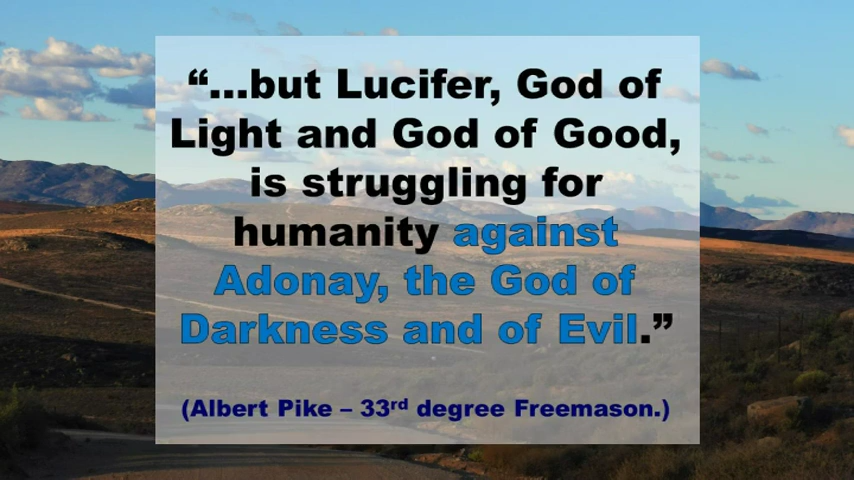 “...but Lucifer, God of
Light and God of Good,
is struggling for
humanity against
Adonay, the God of
Darkness and of Evil.”
(Albert Pike – 33rd degree Freemason.)